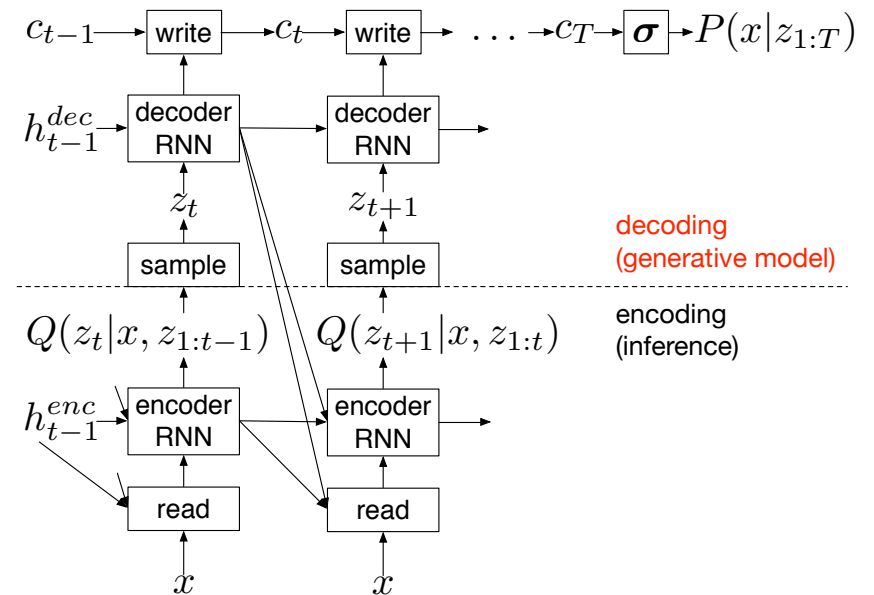 c_{t-1} write c_t write ... c_T σ P(x|z_{1:T})
h_{t-1}^{dec} decoder RNN decoder RNN
z_t z_{t+1}
decoding
(generative model)
sample sample
Q(z_t|x, z_{1:t-1}) Q(z_{t+1}|x, z_{1:t})
encoding
(inference)
h_{t-1}^{enc} encoder RNN encoder RNN
read read
x x